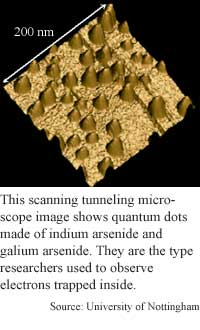 200 nm
This scanning tunneling micro-
scope image shows quantum dots
made of indium arsenide and
galium arsenide. They are the type
researchers used to observe
electrons trapped inside.
Source: University of Nottingham